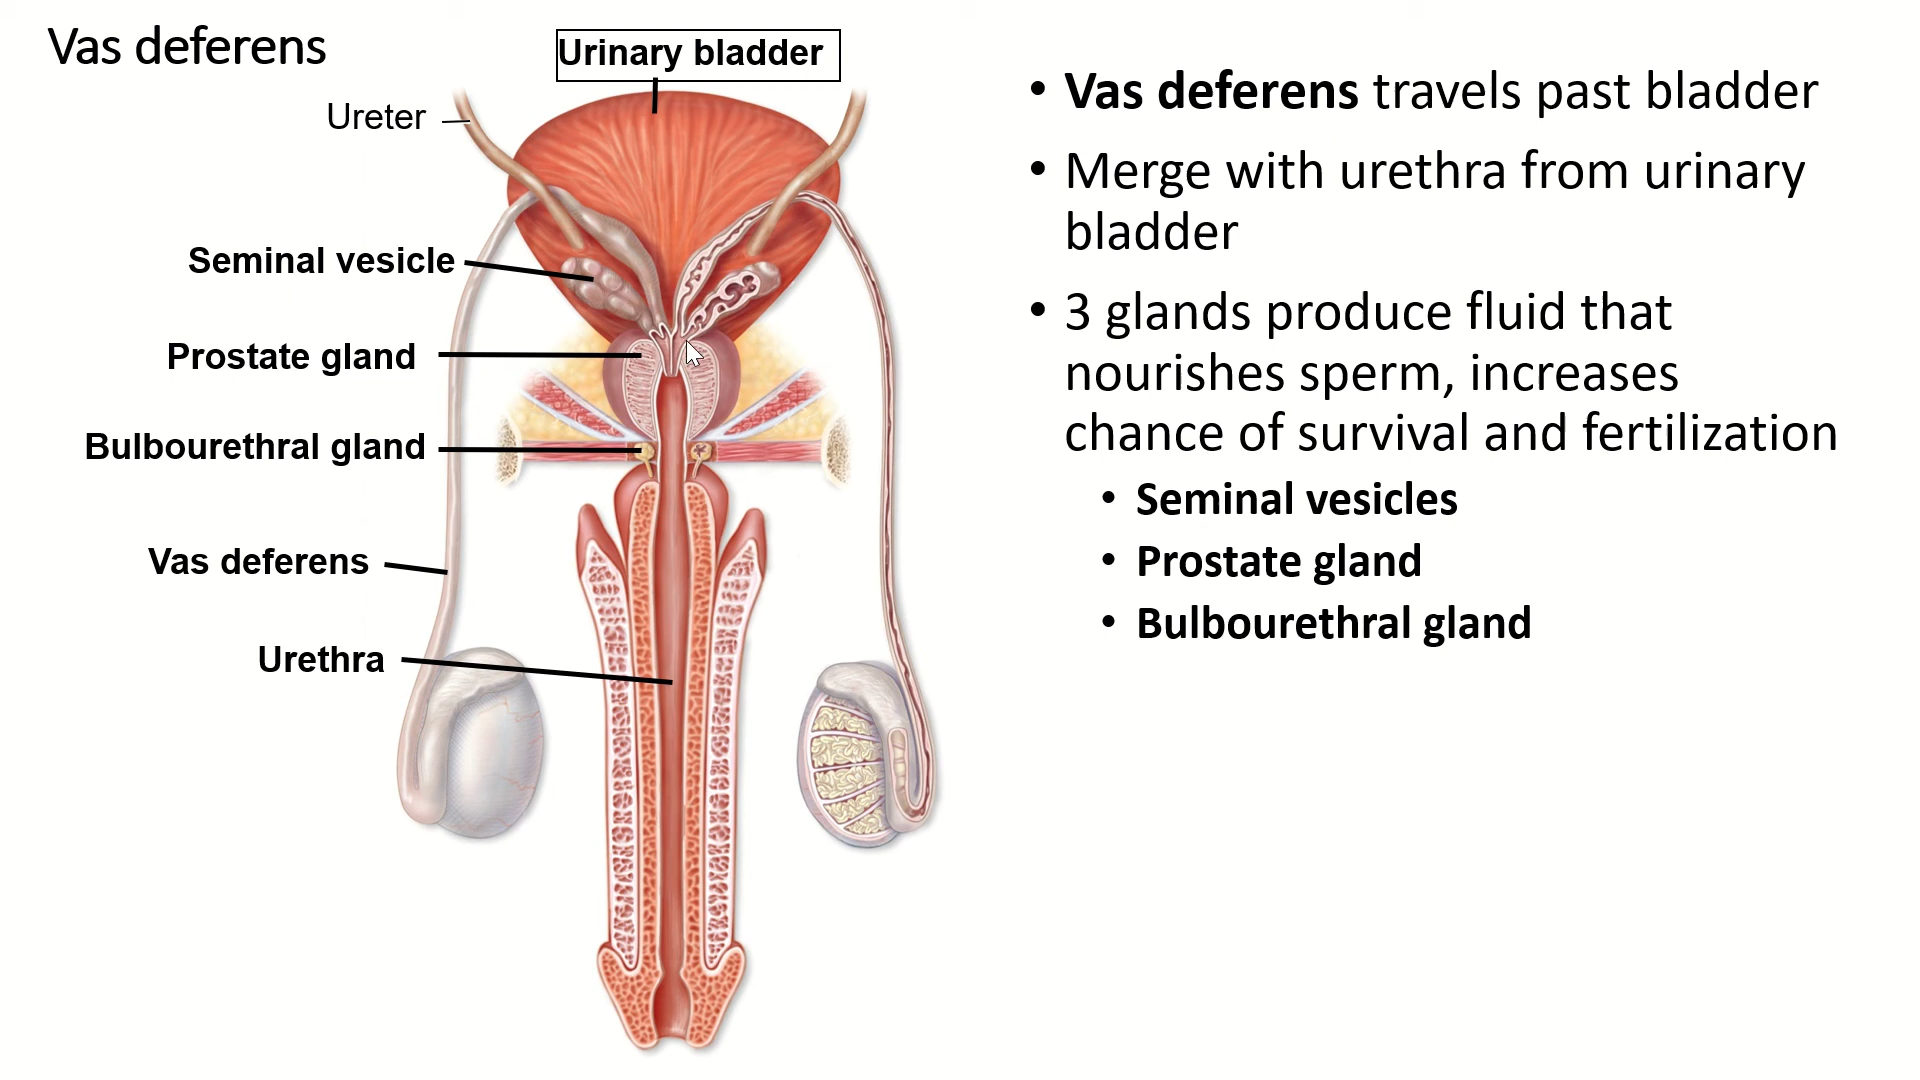 Vas deferens
Urinary bladder
Ureter
Seminal vesicle
Prostate gland
Bulbourethral gland
Vas deferens
Urethra
• Vas deferens travels past bladder
• Merge with urethra from urinary
bladder
• 3 glands produce fluid that
nourishes sperm, increases
chance of survival and fertilization
• Seminal vesicles
• Prostate gland
• Bulbourethral gland